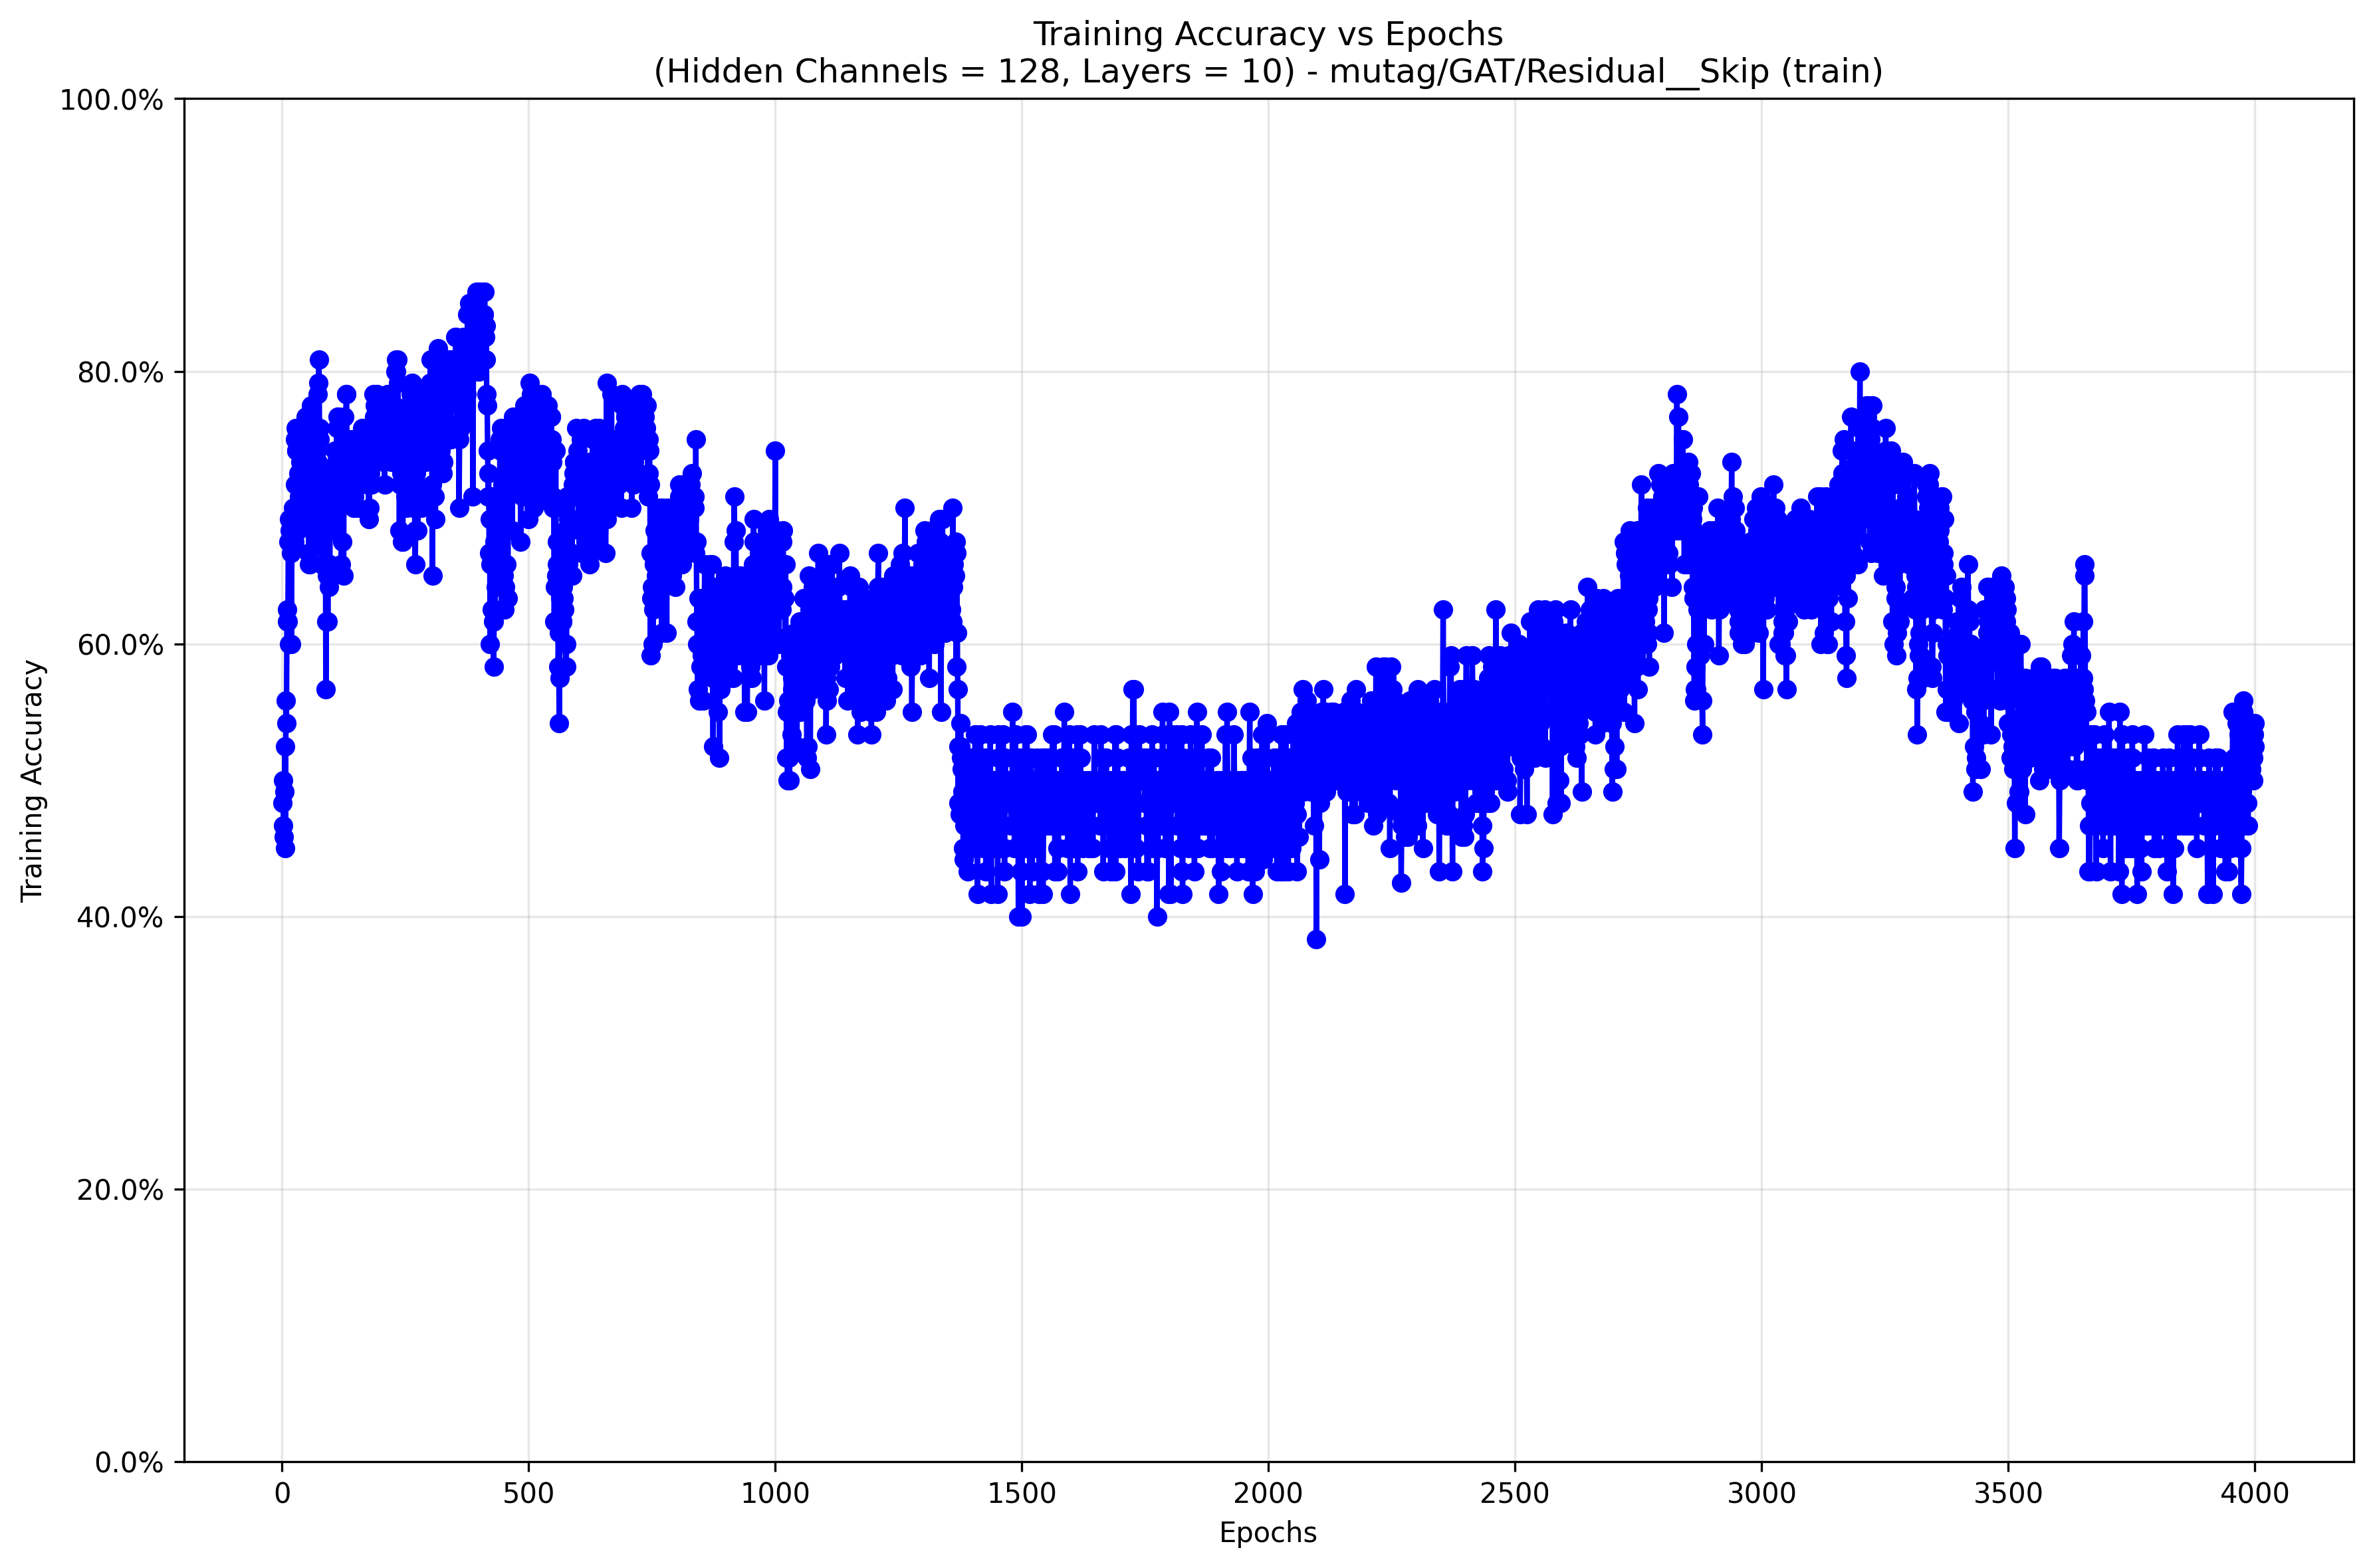 Training Accuracy vs Epochs
(Hidden Channels = 128, Layers = 10) - mutag/GAT/Residual__Skip (train)
100.0%
80.0%
60.0%
40.0%
20.0%
0.0%
Training Accuracy
0 500 1000 1500 2000 2500 3000 3500 4000
Epochs